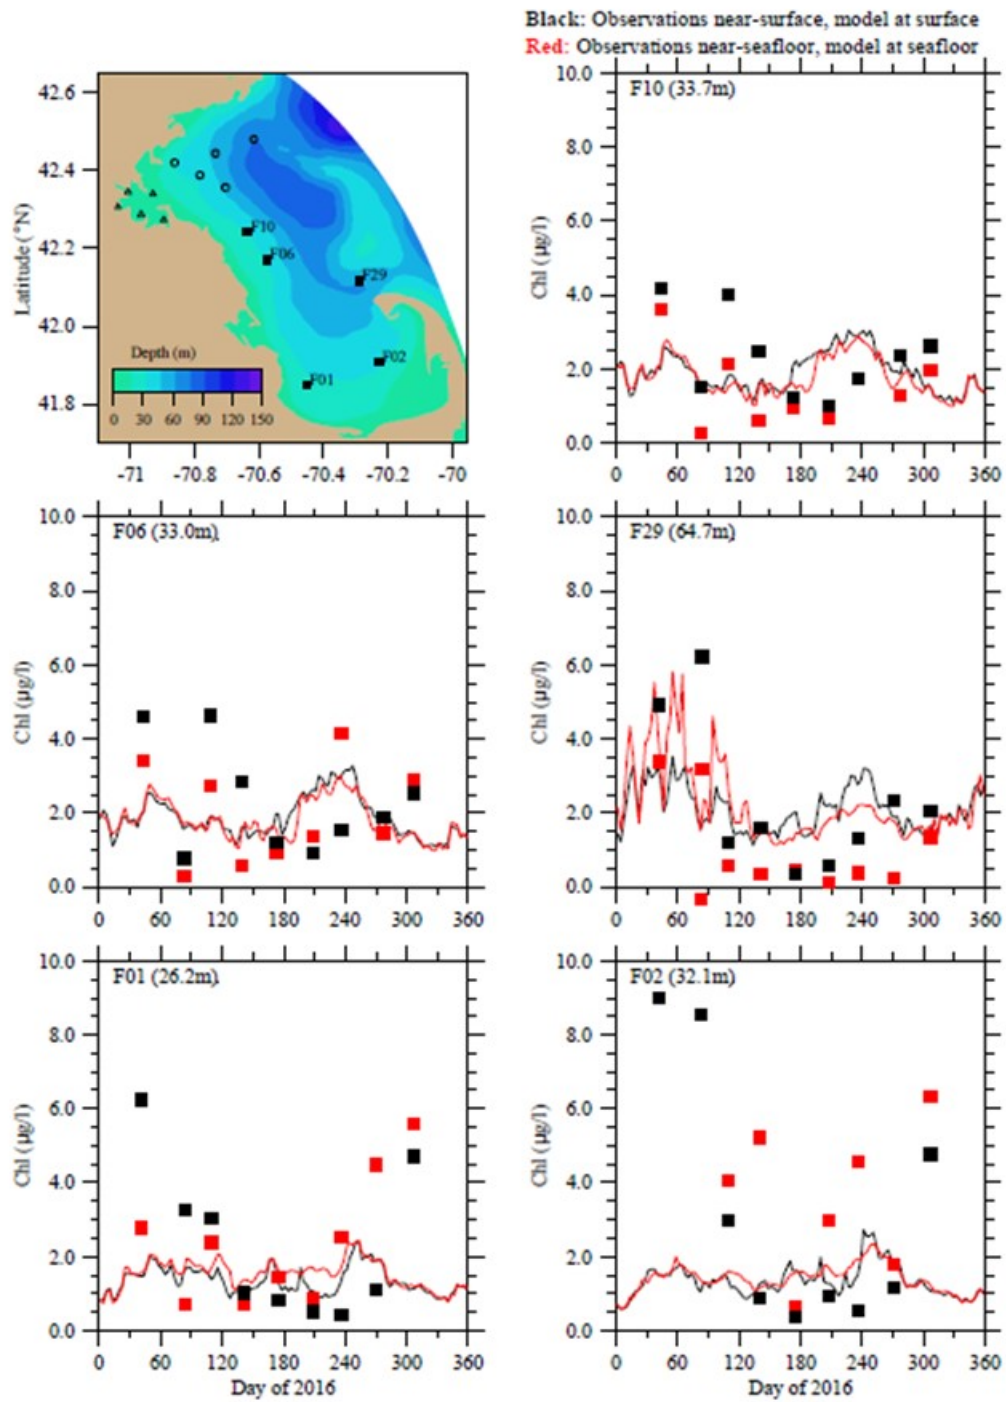 Black: Observations near-surface, model at surface
Red: Observations near-seafloor, model at seafloor
42.6
42.4
42.2
42.0
41.8
Latitude (°N)
F10
F06
F29
F02
F01
Depth (m)
0 30 60 90 120 150
-71 -70.8 -70.6 -70.4 -70.2 -70
F10 (33.7m)
Chl (µg/l)
10.0
8.0
6.0
4.0
2.0
0.0
0 60 120 180 240 300 360
F06 (33.0m)
Chl (µg/l)
10.0
8.0
6.0
4.0
2.0
0.0
0 60 120 180 240 300 360
F29 (64.7m)
Chl (µg/l)
10.0
8.0
6.0
4.0
2.0
0.0
0 60 120 180 240 300 360
F01 (26.2m)
Chl (µg/l)
10.0
8.0
6.0
4.0
2.0
0.0
0 60 120 180 240 300 360
Day of 2016
F02 (32.1m)
Chl (µg/l)
10.0
8.0
6.0
4.0
2.0
0.0
0 60 120 180 240 300 360
Day of 2016